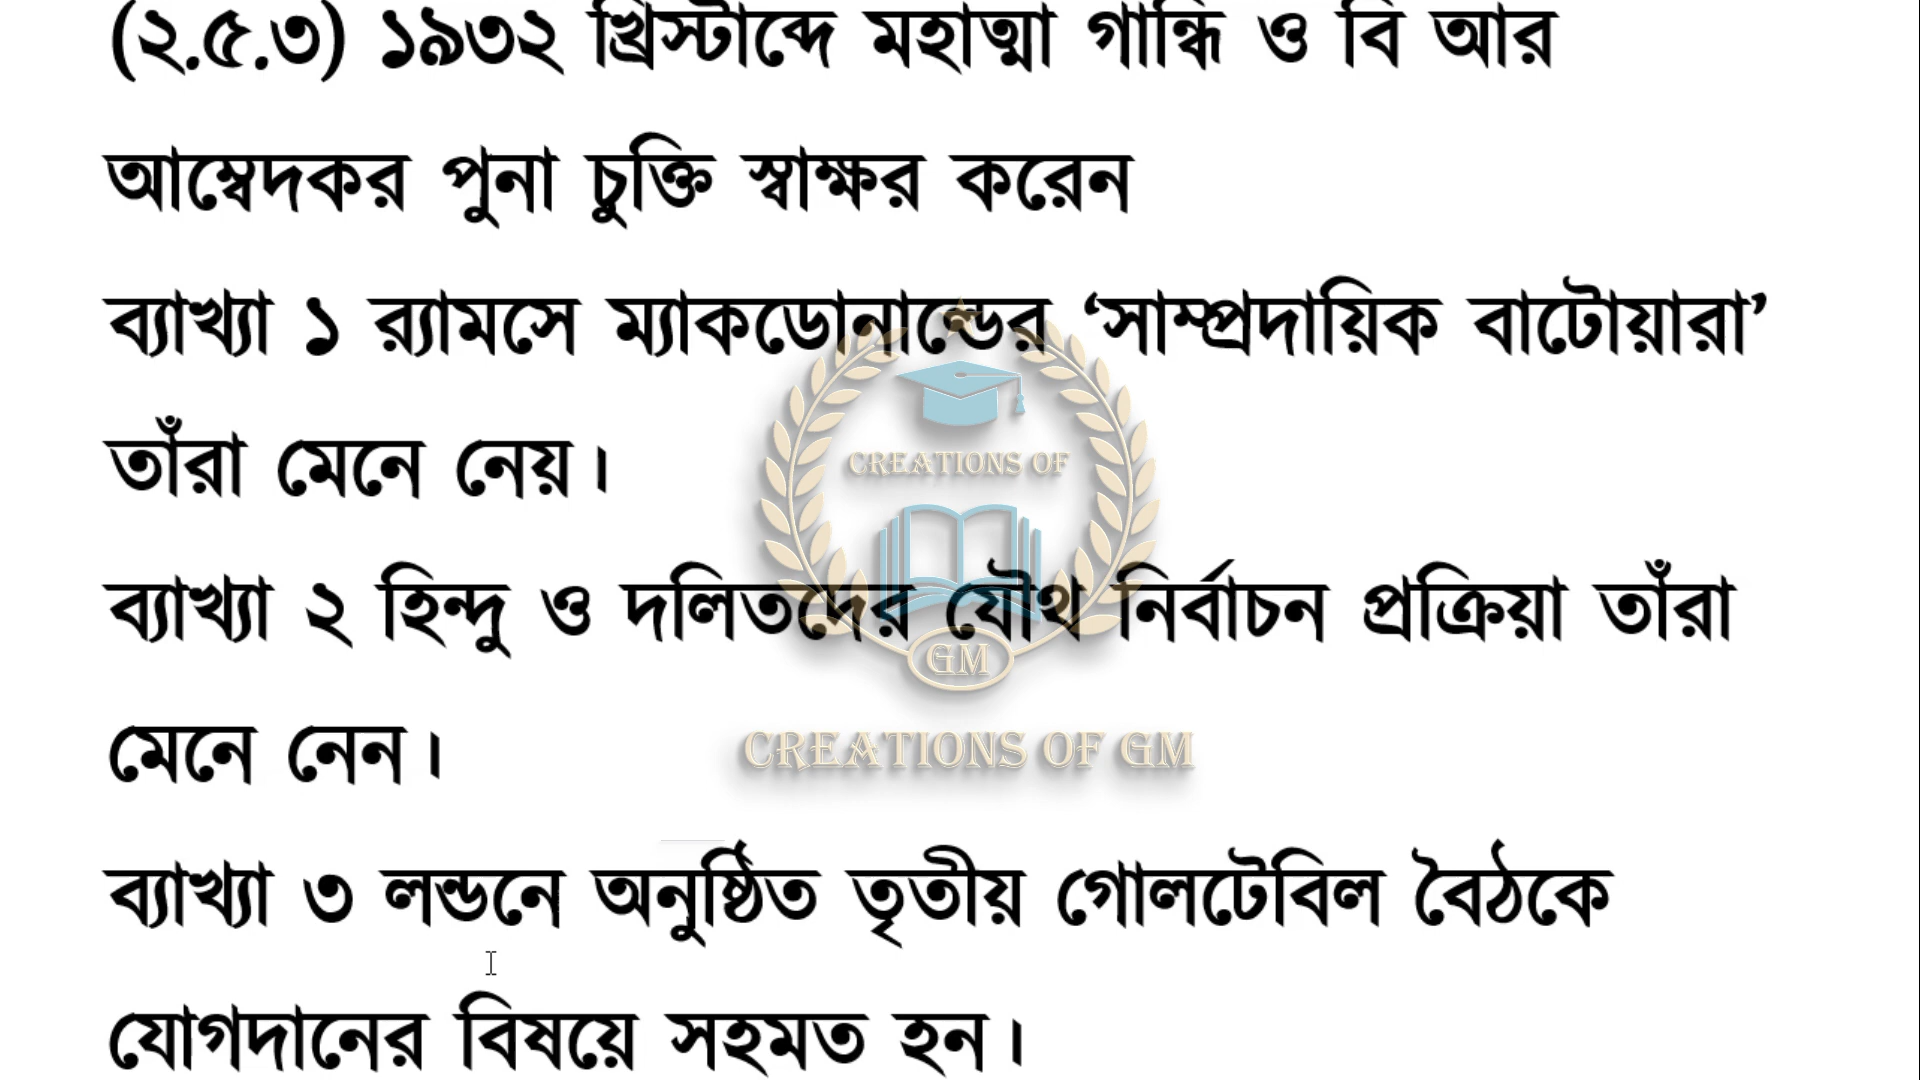 (২.৫.৩) ১৯৩২ খ্রিস্টাব্দে মহাত্মা গান্ধি ও বি আর
আম্বেদকর পুনা চুক্তি স্বাক্ষর করেন
ব্যাখ্যা ১ র‍্যামসে ম্যাকডোনাল্ডের ‘সাম্প্রদায়িক বাটোয়ারা’
তাঁরা মেনে নেয়।
CREATIONS OF
ব্যাখ্যা ২ হিন্দু ও দলিতদের যৌথ নির্বাচন প্রক্রিয়া তাঁরা
GM
মেনে নেন।
CREATIONS OF GM
ব্যাখ্যা ৩ লন্ডনে অনুষ্ঠিত তৃতীয় গোলটেবিল বৈঠকে
যোগদানের বিষয়ে সহমত হন।